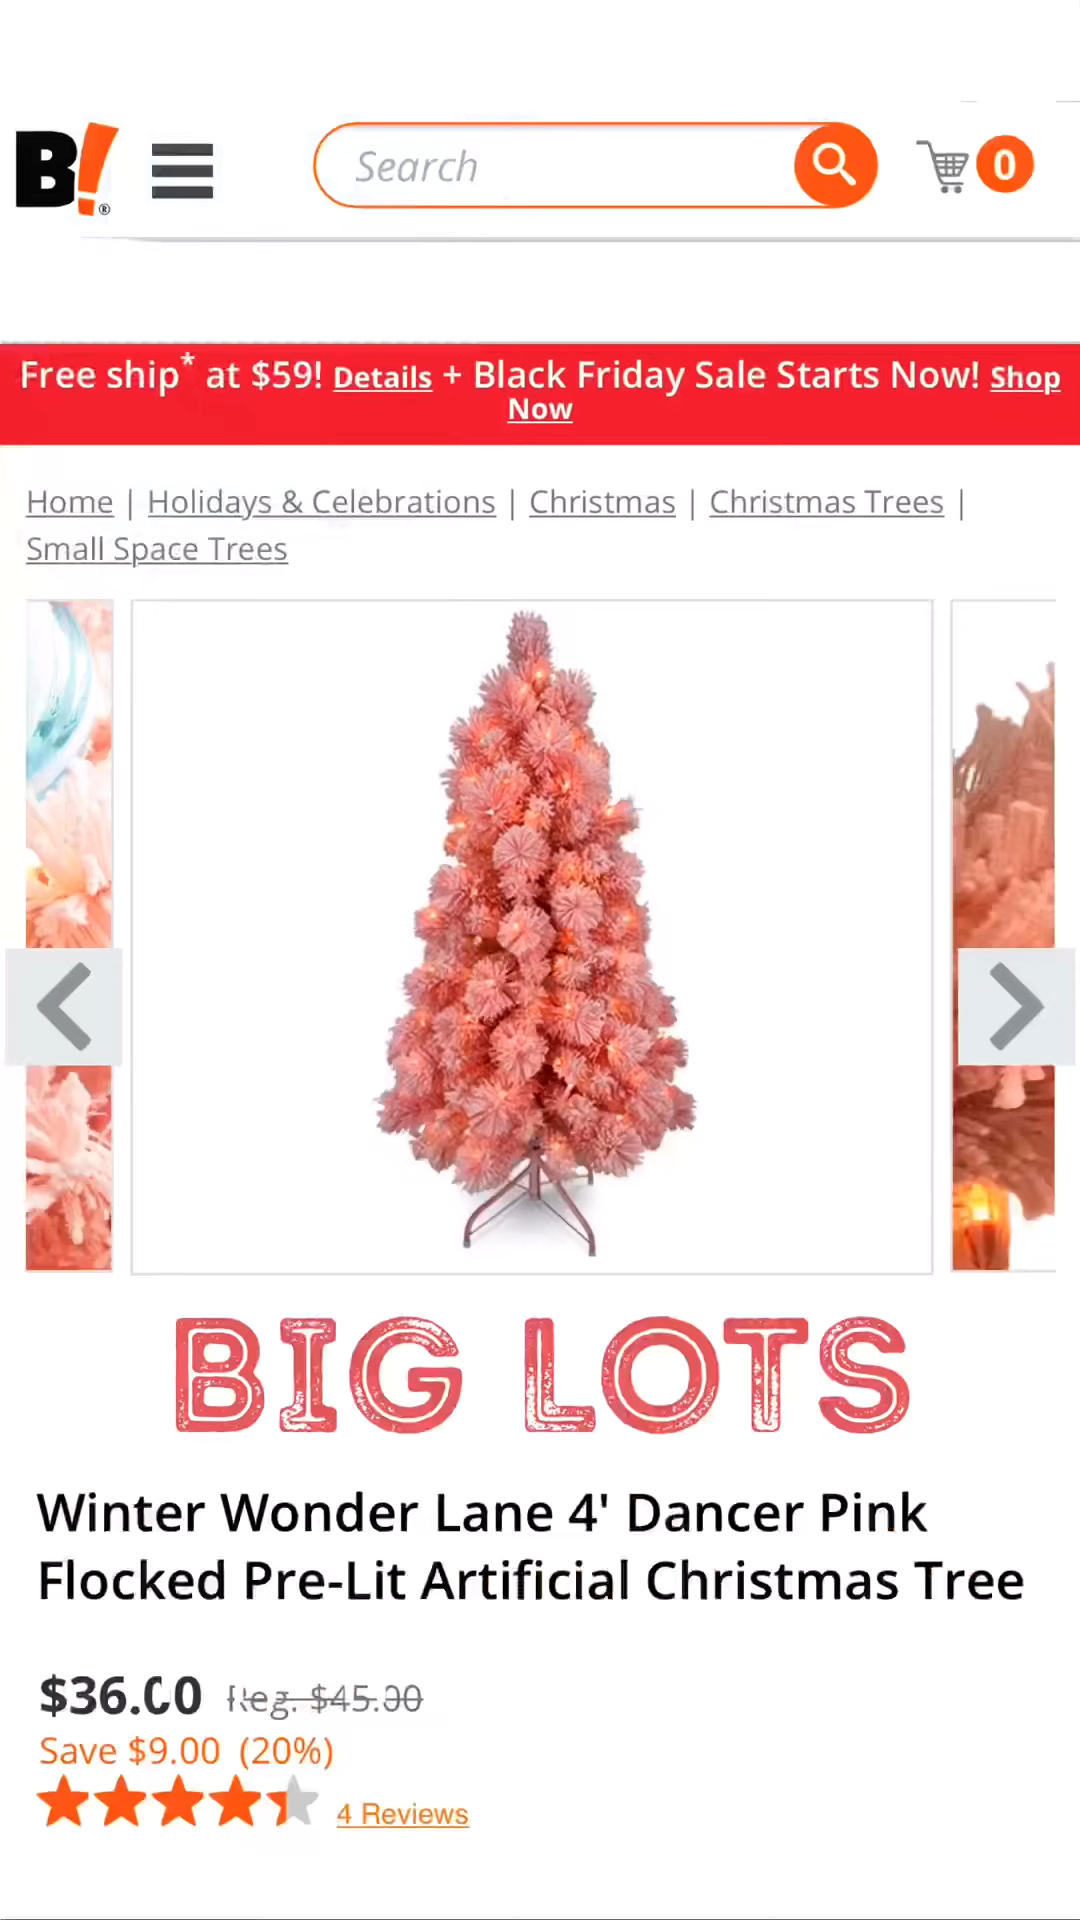 B!®
Search
0
Free ship* at $59! Details + Black Friday Sale Starts Now! Shop
Now
Home | Holidays & Celebrations | Christmas | Christmas Trees |
Small Space Trees
BIG LOTS
Winter Wonder Lane 4' Dancer Pink
Flocked Pre-Lit Artificial Christmas Tree
$36.00 Reg. $45.00
Save $9.00 (20%)
4 Reviews